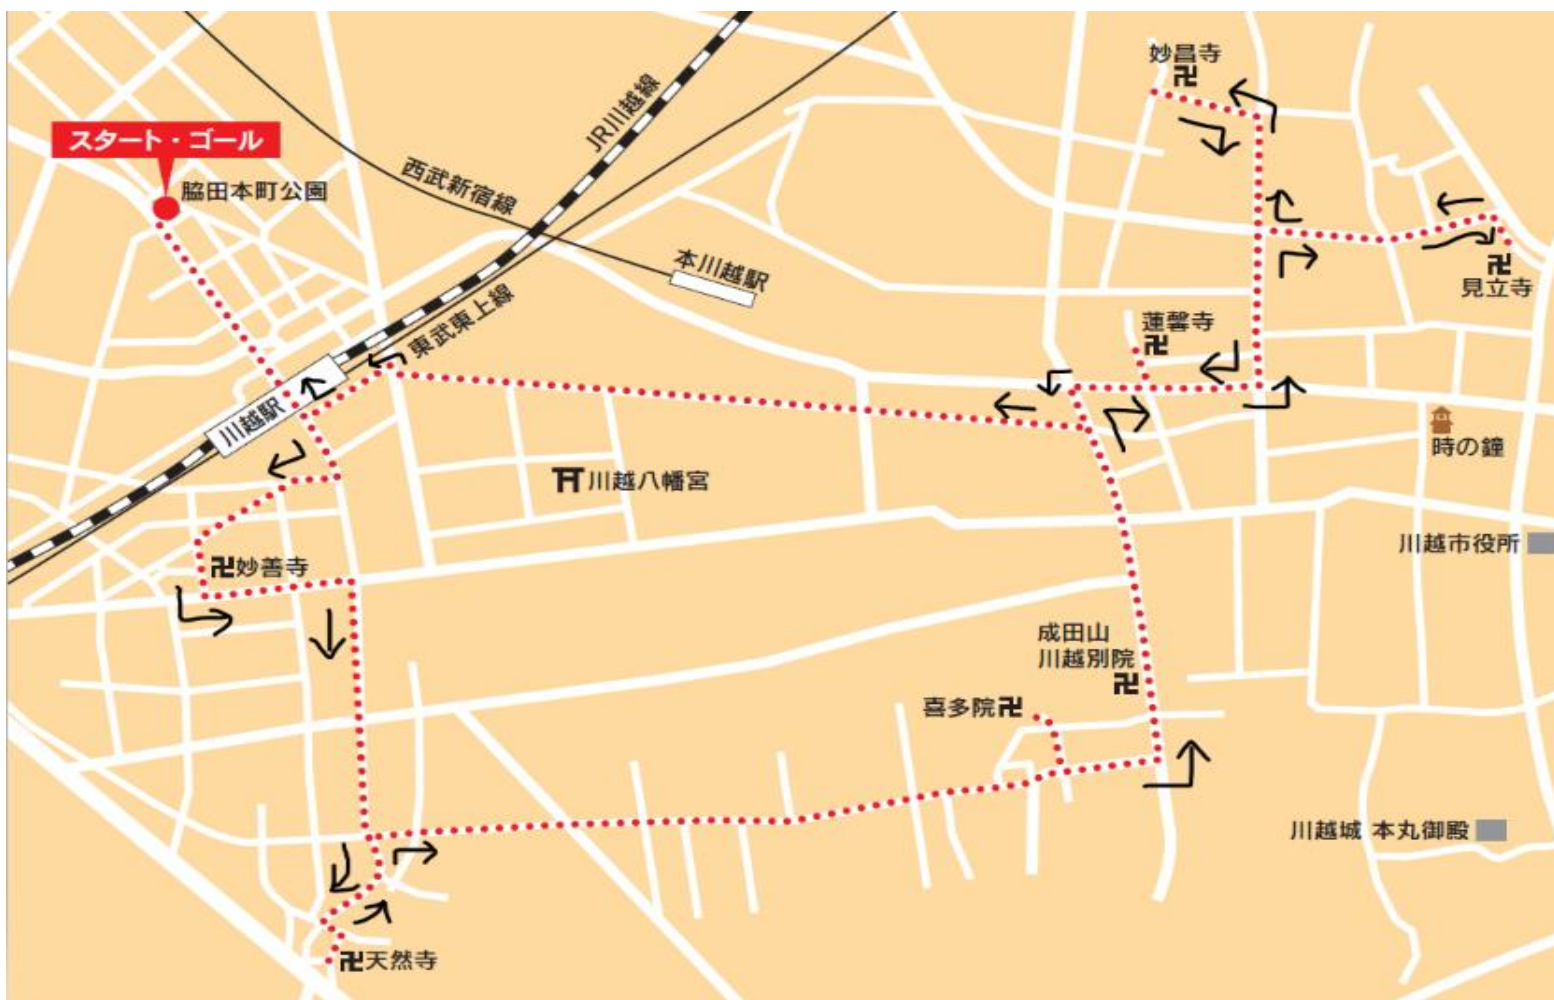 妙昌寺
JR川越線
スタート・ゴール
西武新宿線
脇田本町公園
本川越駅
見立寺
東武東上線
蓮馨寺
川越駅
時の鐘
川越八幡宮
川越市役所
妙善寺
成田山
川越別院
喜多院
川越城 本丸御殿
天然寺